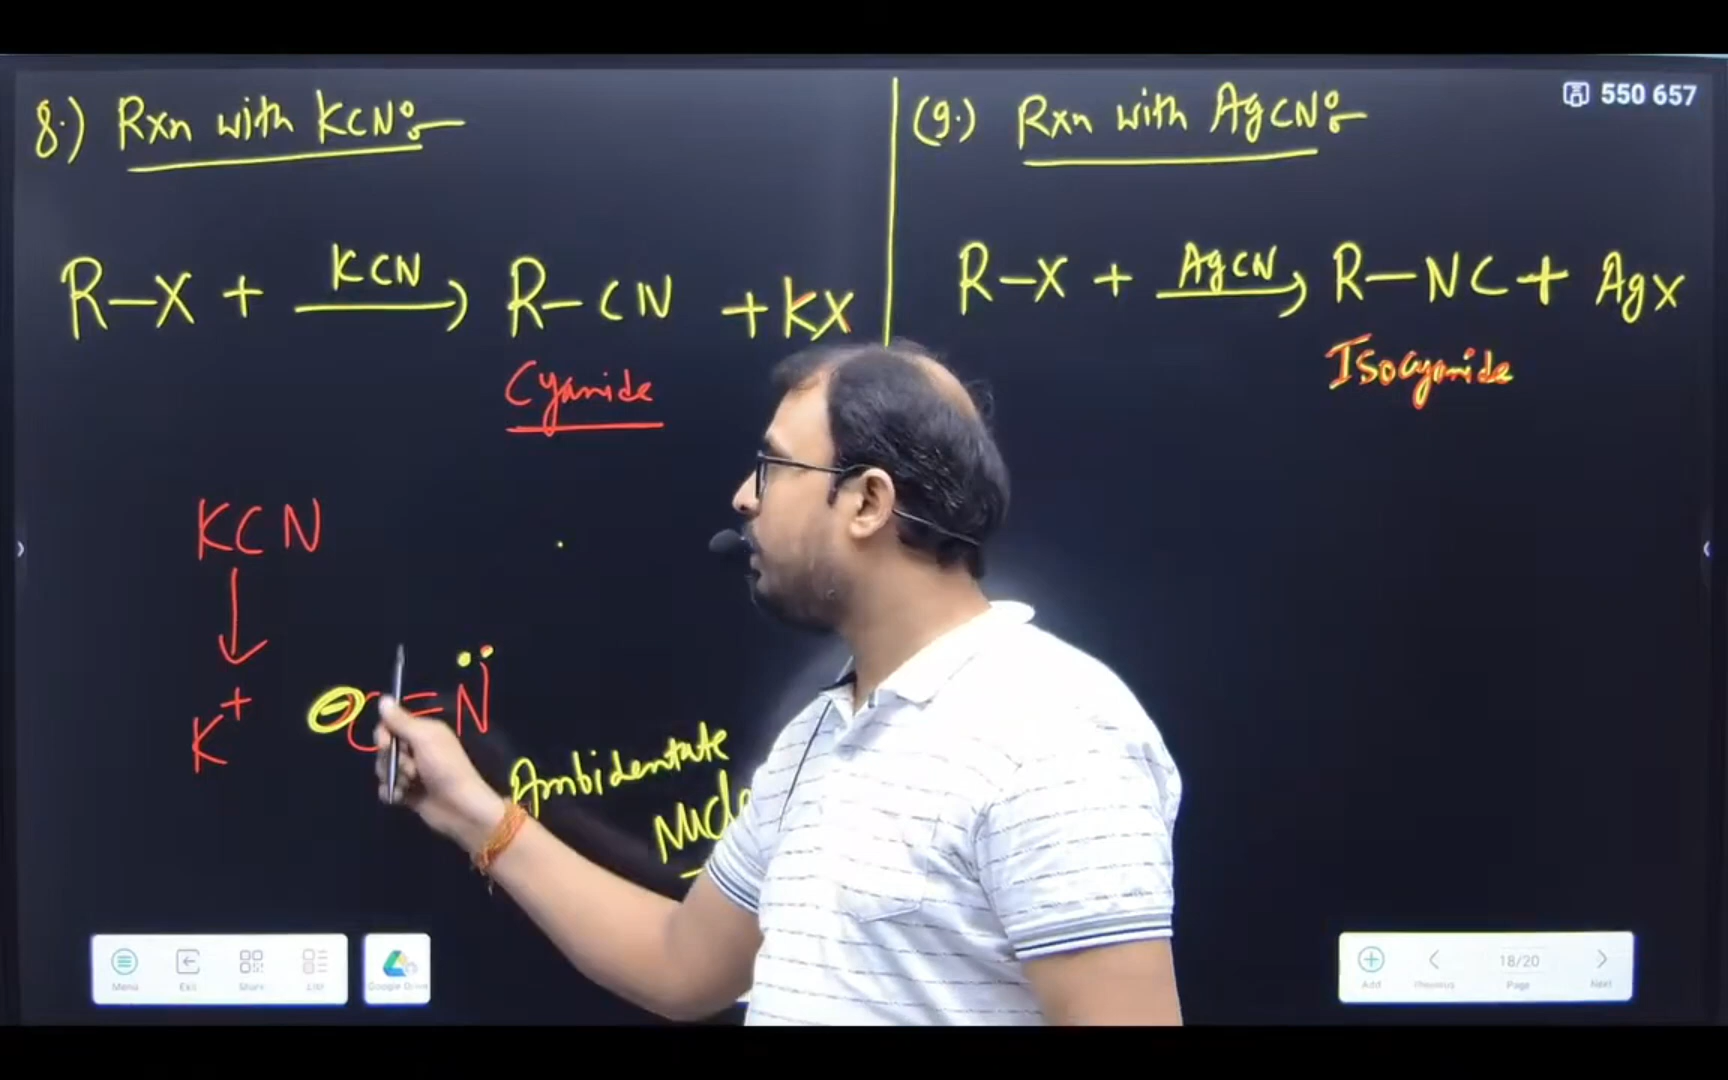 8.) Rxn with KCN:-
R-X + KCN → R-CN + KX
Cyanide
KCN
↓
K+ ⊖C≡N̈
Ambidentate
(9.) Rxn with AgCN:-
R-X + AgCN → R-NC + AgX
Isocyanide
550 657
Menu Exit Share List Google Drive
Add Previous 18/20 Page Next